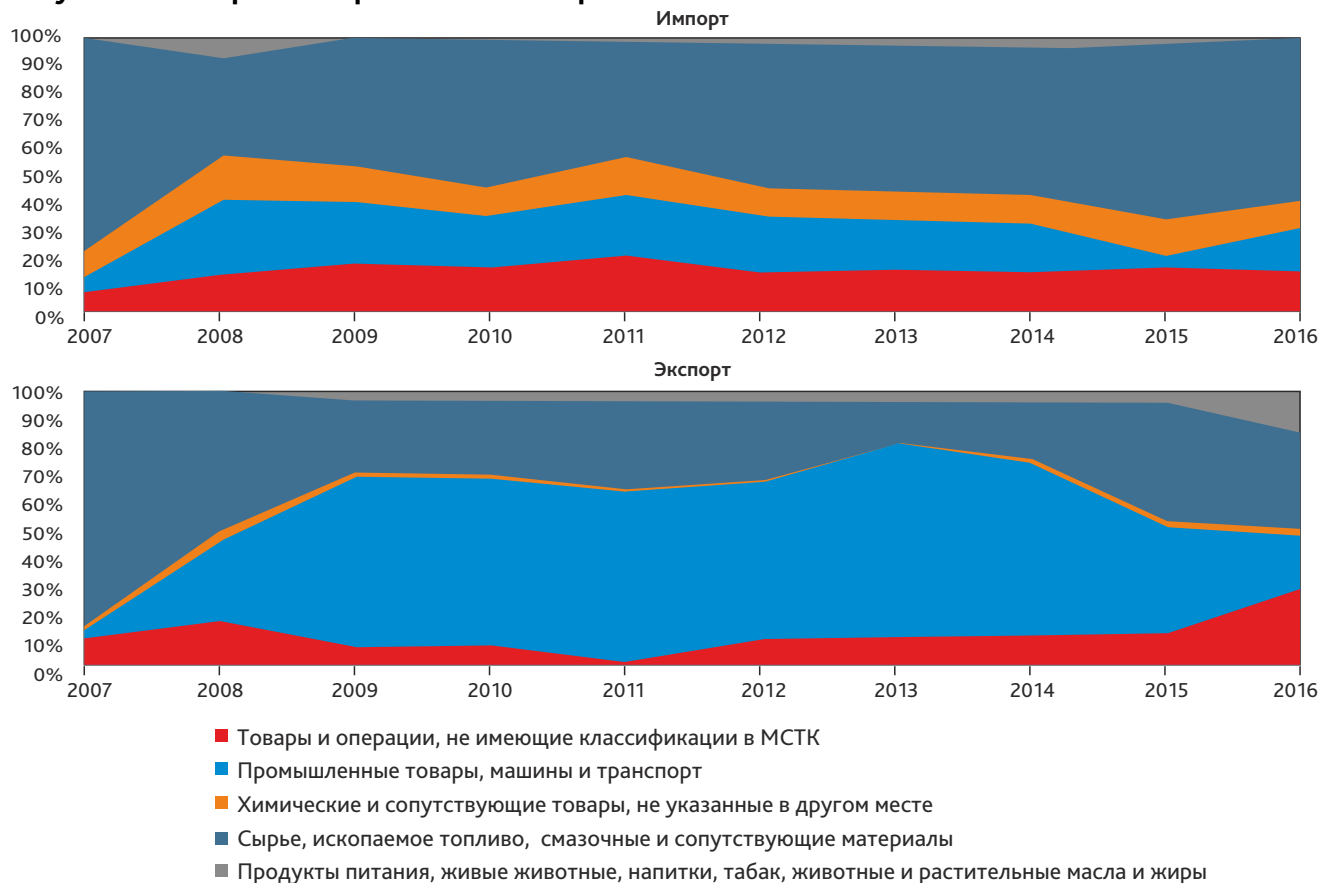 Импорт
100%
90%
80%
70%
60%
50%
40%
30%
20%
10%
0%
2007 2008 2009 2010 2011 2012 2013 2014 2015 2016
Экспорт
100%
90%
80%
70%
60%
50%
40%
30%
20%
10%
0%
2007 2008 2009 2010 2011 2012 2013 2014 2015 2016
Товары и операции, не имеющие классификации в МСТК
Промышленные товары, машины и транспорт
Химические и сопутствующие товары, не указанные в другом месте
Сырье, ископаемое топливо, смазочные и сопутствующие материалы
Продукты питания, живые животные, напитки, табак, животные и растительные масла и жиры